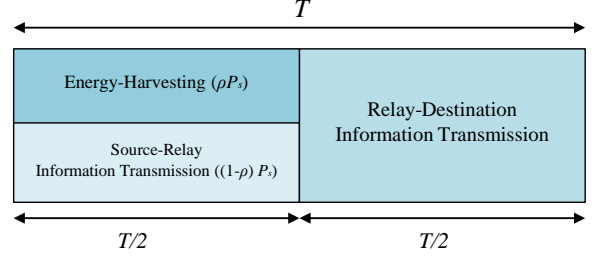 T
Energy-Harvesting (ρPs)
Source-Relay
Information Transmission ((1-ρ) Ps)
Relay-Destination
Information Transmission
T/2
T/2